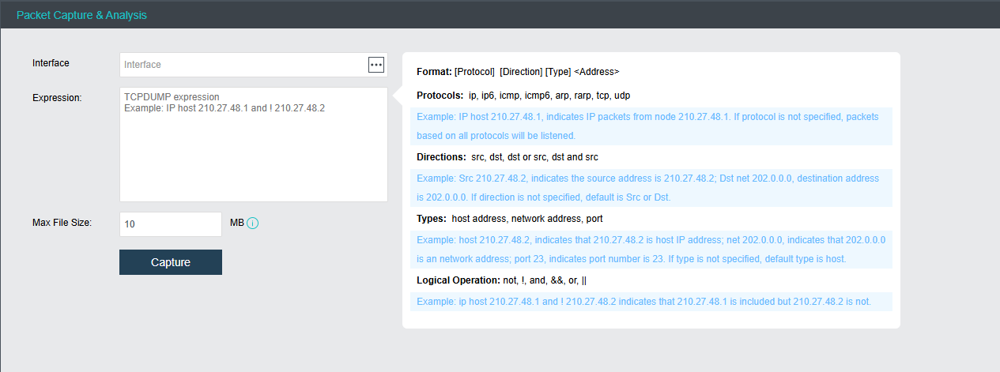 Packet Capture & Analysis
Interface
Interface
Expression:
TCPDUMP expression
Example: IP host 210.27.48.1 and ! 210.27.48.2
Max File Size:
10
MB
Capture
Format: [Protocol]  [Direction] [Type] <Address>
Protocols:  ip, ip6, icmp, icmp6, arp, rarp, tcp, udp
Example: IP host 210.27.48.1, indicates IP packets from node 210.27.48.1. If protocol is not specified, packets
based on all protocols will be listened.
Directions:  src, dst, dst or src, dst and src
Example: Src 210.27.48.2, indicates the source address is 210.27.48.2; Dst net 202.0.0.0, destination address
is 202.0.0.0. If direction is not specified, default is Src or Dst.
Types:  host address, network address, port
Example: host 210.27.48.2, indicates that 210.27.48.2 is host IP address; net 202.0.0.0, indicates that 202.0.0.0
is an network address; port 23, indicates port number is 23. If type is not specified, default type is host.
Logical Operation: not, !, and, &&, or, ||
Example: ip host 210.27.48.1 and ! 210.27.48.2 indicates that 210.27.48.1 is included but 210.27.48.2 is not.